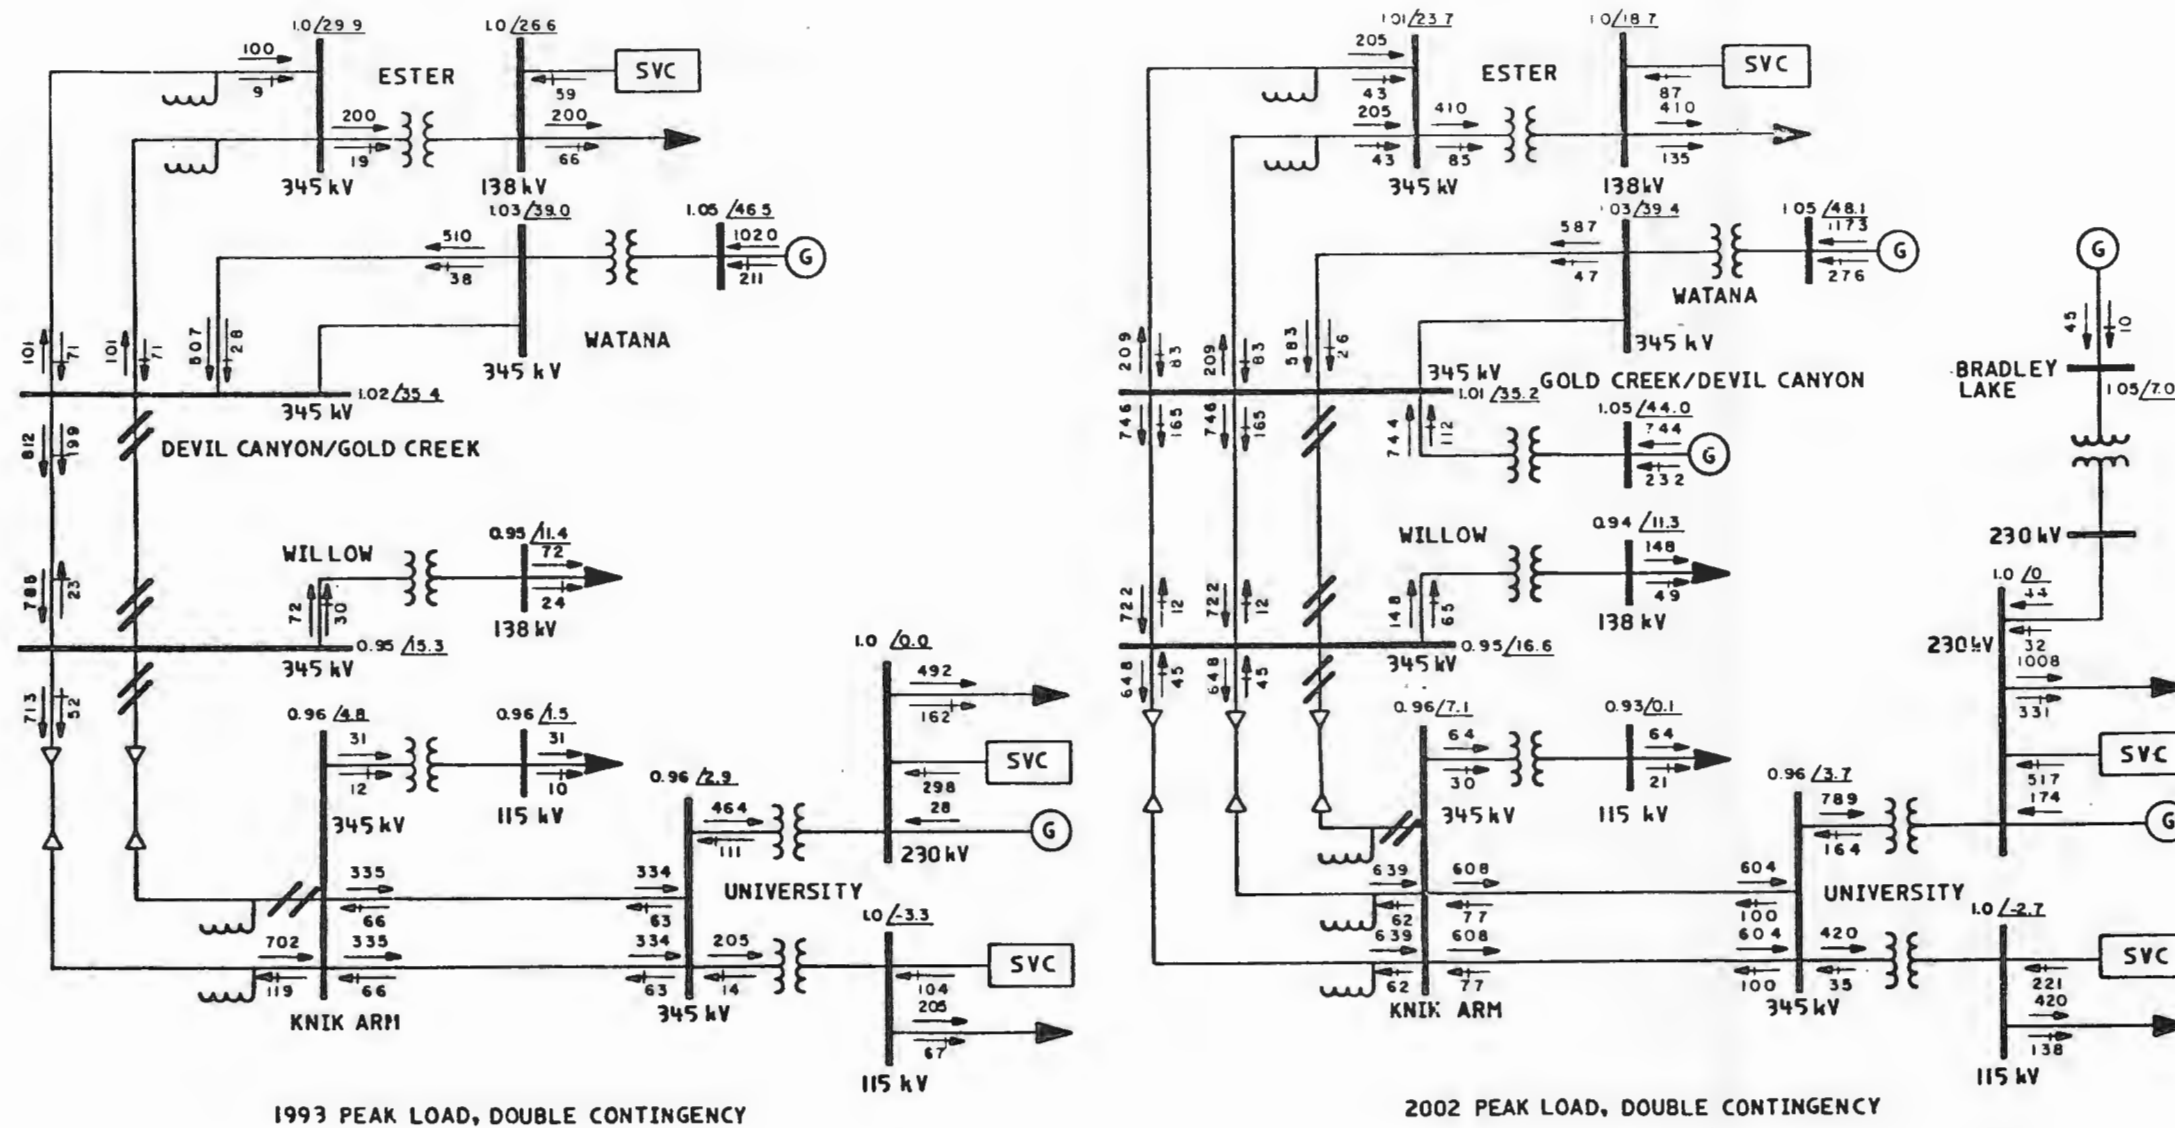 1.0/29.9
1.0/26.6
100
9
ESTER
SVC
59
200
19
200
66
345 kV
138 kV
1.03/39.0
1.05/46.5
510
38
1020
211
G
WATANA
345 kV
101
71
101
71
507
28
1.02/35.4
345 kV
DEVIL CANYON/GOLD CREEK
812
199
WILLOW
0.95/11.4
72
24
138 kV
788
23
72
30
345 kV
0.95/15.3
713
52
0.96/4.8
31
12
345 kV
0.96/1.5
31
10
115 kV
1.0/0.0
492
162
SVC
298
28
G
230 kV
0.96/2.9
464
111
UNIVERSITY
335
66
334
63
702
119
335
66
334
63
205
14
345 kV
KNIK ARM
1.0/-3.3
SVC
104
205
67
115 kV
1993 PEAK LOAD, DOUBLE CONTINGENCY
1.01/23.7
1.0/18.7
205
43
ESTER
SVC
87
205
43
410
85
410
135
345 kV
138 kV
1.03/39.4
1.05/48.1
587
47
1173
276
G
WATANA
345 kV
209
83
209
83
583
26
345 kV
GOLD CREEK/DEVIL CANYON
1.01/35.2
746
165
746
165
744
112
1.05/44.0
744
232
G
G
45
10
BRADLEY
LAKE
1.05/7.0
230 kV
WILLOW
0.94/11.3
148
49
138 kV
722
12
722
12
148
65
345 kV
0.95/16.6
648
45
648
45
0.96/7.1
64
30
345 kV
0.93/0.1
64
21
115 kV
1.0/0
44
32
230 kV
1008
331
SVC
517
174
G
0.96/3.7
789
164
UNIVERSITY
639
62
608
77
604
100
639
62
608
77
604
100
420
35
345 kV
KNIK ARM
1.0/-2.7
SVC
221
420
138
115 kV
2002 PEAK LOAD, DOUBLE CONTINGENCY